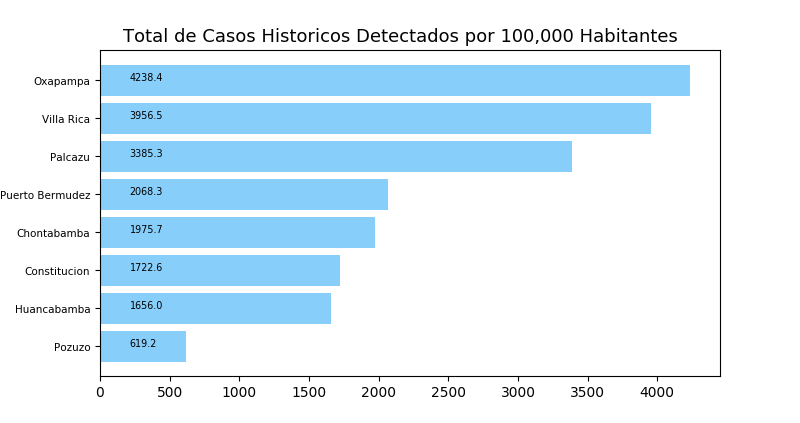 Total de Casos Historicos Detectados por 100,000 Habitantes
Oxapampa 4238.4
Villa Rica 3956.5
Palcazu 3385.3
Puerto Bermudez 2068.3
Chontabamba 1975.7
Constitucion 1722.6
Huancabamba 1656.0
Pozuzo 619.2
0 500 1000 1500 2000 2500 3000 3500 4000